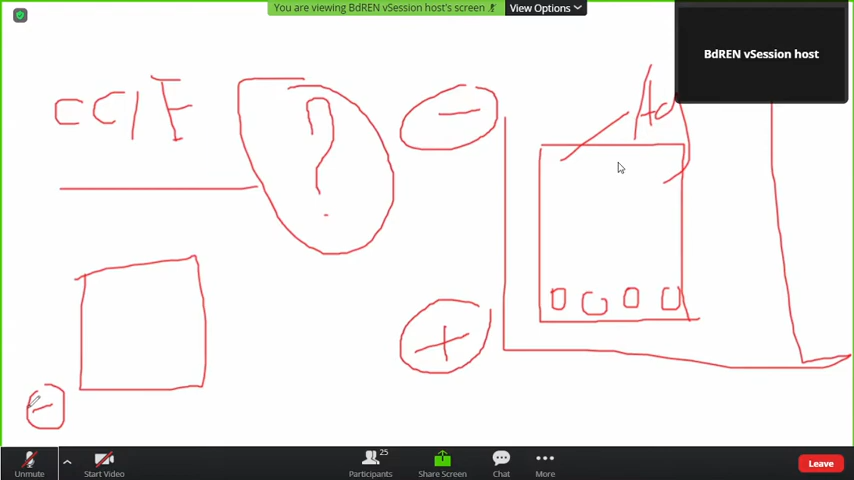 You are viewing BdREN vSession host's screen
View Options
BdREN vSession host
CCIE
?
−
+
−
Unmute
Start Video
25
Participants
Share Screen
Chat
More
Leave